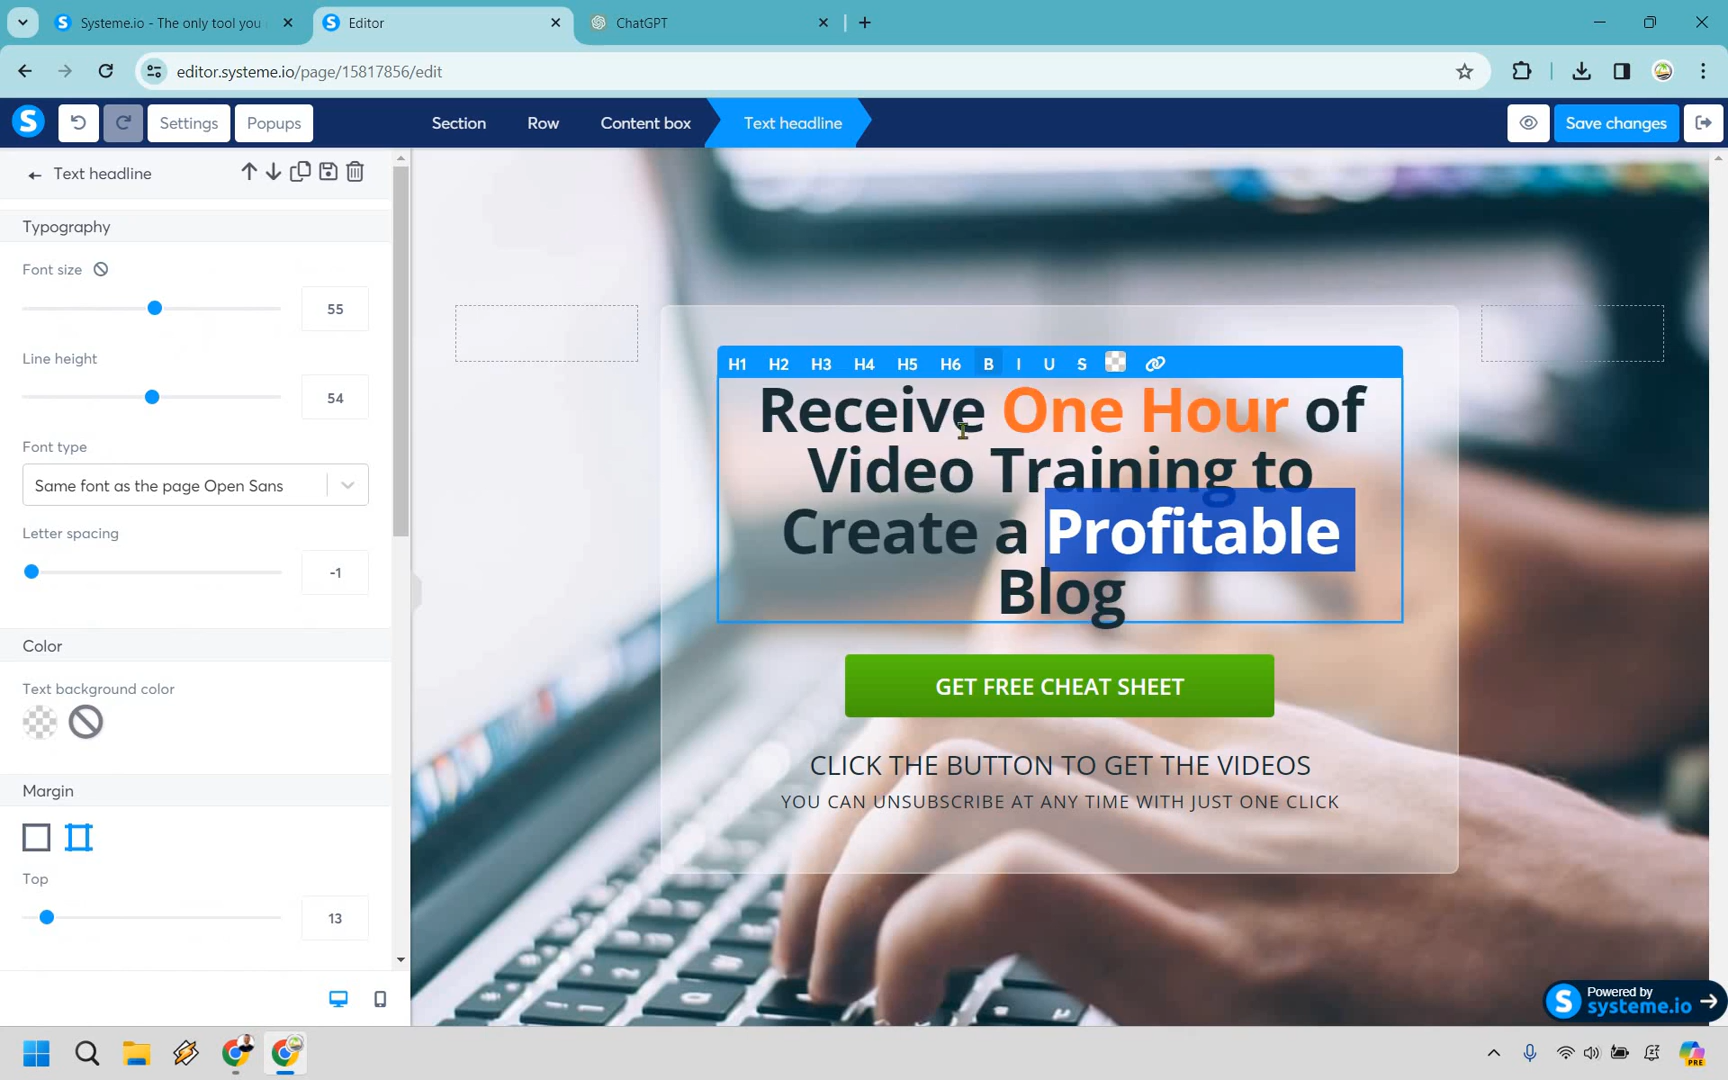 Systeme.io - The only tool you
Editor
ChatGPT
editor.systeme.io/page/15817856/edit
S
Settings
Popups
Section
Row
Content box
Text headline
Save changes
Text headline
Typography
Font size
55
Line height
54
Font type
Same font as the page Open Sans
Letter spacing
-1
Color
Text background color
Margin
Top
13
H1 H2 H3 H4 H5 H6 B I U S
Receive One Hour of
Video Training to
Create a Profitable
Blog
GET FREE CHEAT SHEET
CLICK THE BUTTON TO GET THE VIDEOS
YOU CAN UNSUBSCRIBE AT ANY TIME WITH JUST ONE CLICK
S
Powered by
systeme.io
PRE